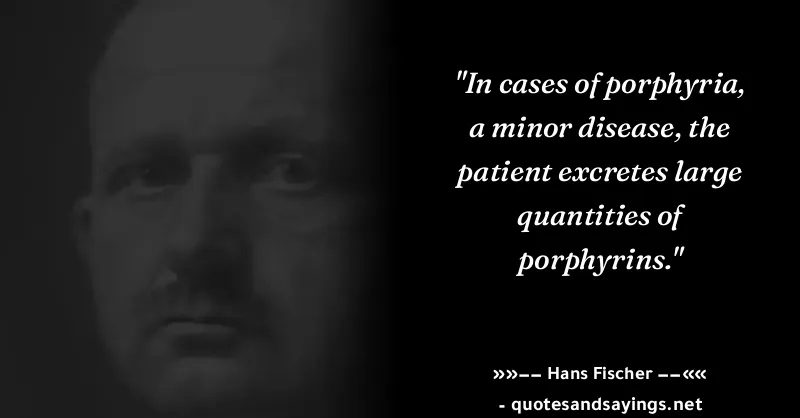 "In cases of porphyria,
a minor disease, the
patient excretes large
quantities of
porphyrins."
»»−− Hans Fischer −−««
- quotesandsayings.net